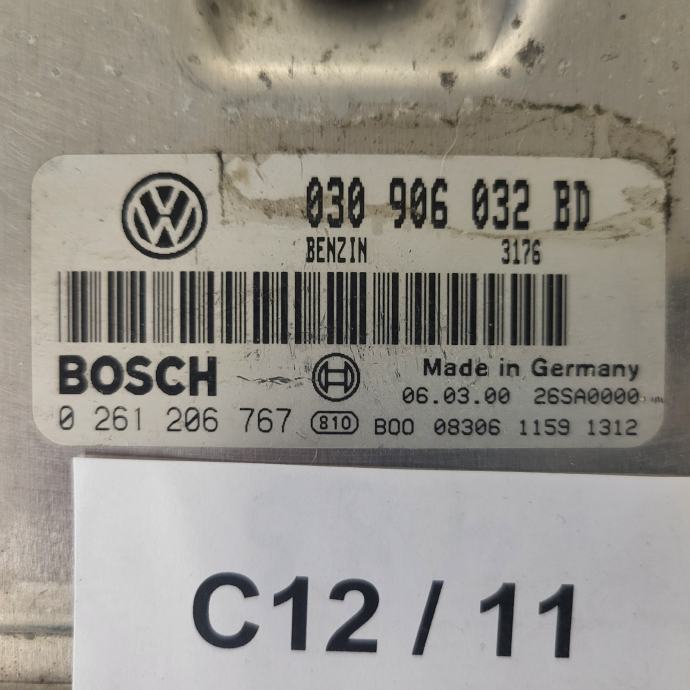 030 906 032 BD
BENZIN 3176
BOSCH
Made in Germany
06.03.00 26SA0000
0 261 206 767 810 BQO 08306 1159 1312
C12 / 11